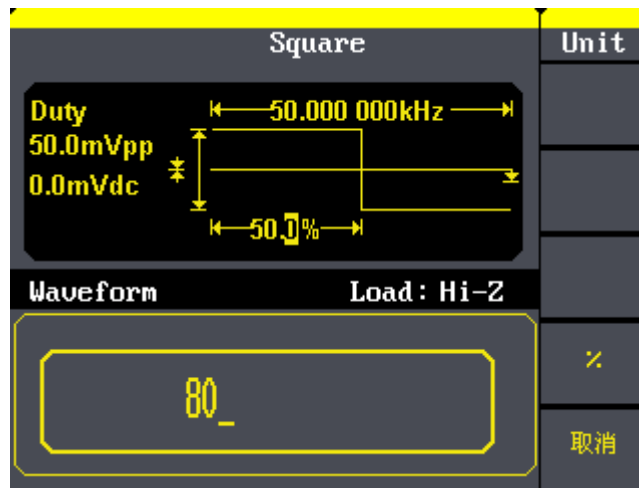 Square
Unit
Duty
50.000 000kHz
50.0mVpp
0.0mVdc
50.0%
Waveform
Load: Hi-Z
%
80_
取消